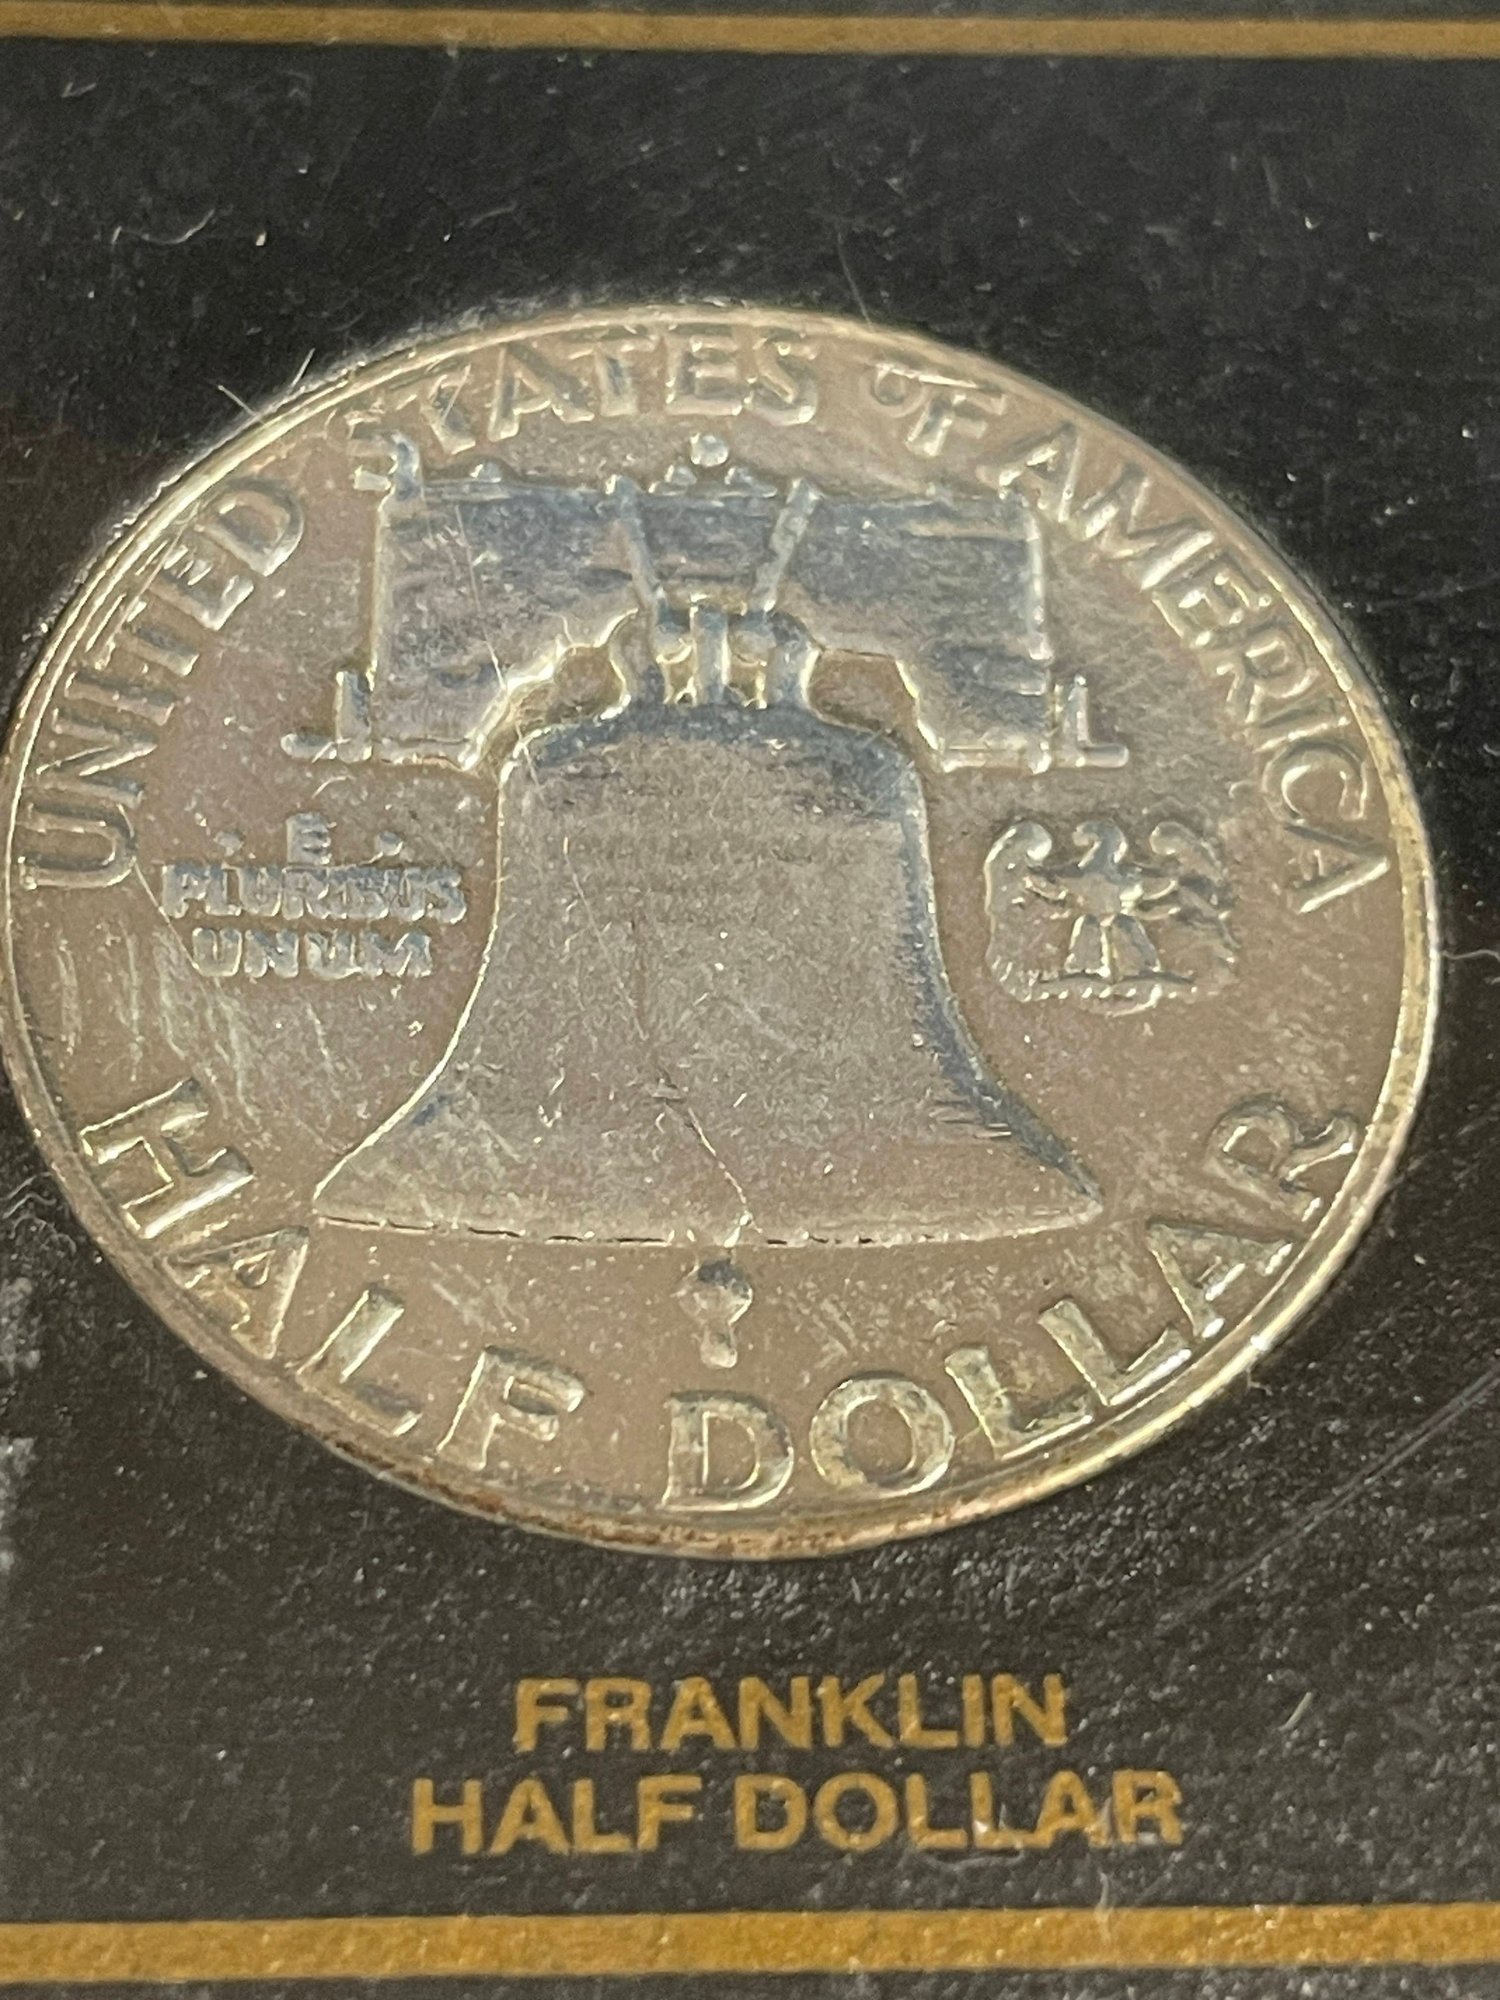 UNITED STATES OF AMERICA
· E ·
PLURIBUS
UNUM
HALF DOLLAR
FRANKLIN
HALF DOLLAR